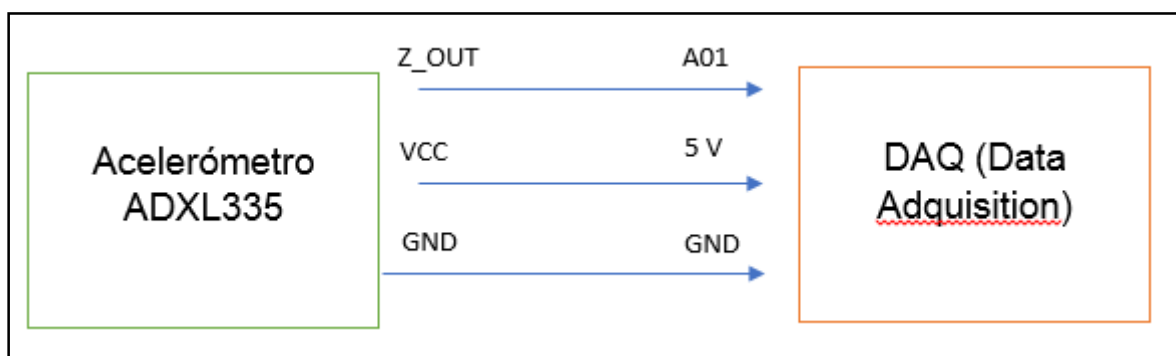 Z_OUT A01
Acelerómetro
ADXL335
VCC 5 V
DAQ (Data
Adquisition)
GND GND